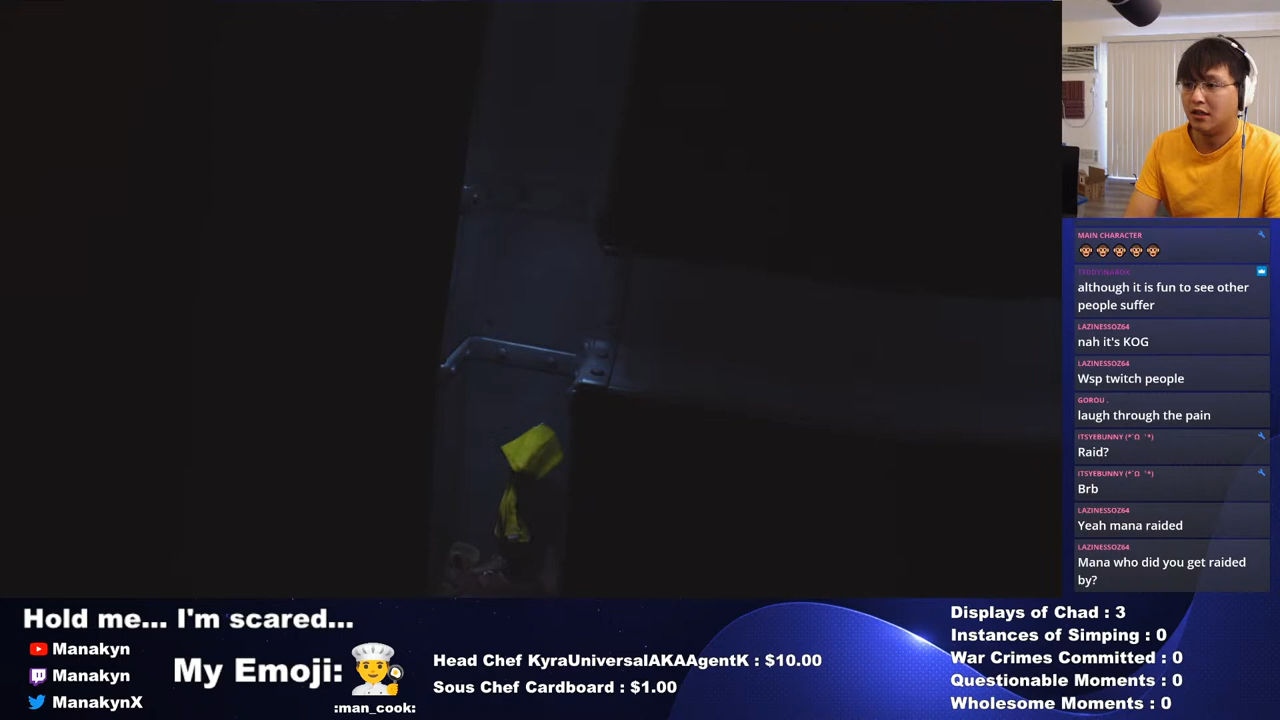 MAIN CHARACTER
although it is fun to see other
people suffer
LAZINESSOZ64
nah it's KOG
LAZINESSOZ64
Wsp twitch people
GOROU .
laugh through the pain
ITSYEBUNNY
Raid?
ITSYEBUNNY
Brb
LAZINESSOZ64
Yeah mana raided
LAZINESSOZ64
Mana who did you get raided
by?
Hold me... I'm scared...
Manakyn
Manakyn
ManakynX
My Emoji:
:man_cook:
Head Chef KyraUniversalAKAAgentK : $10.00
Sous Chef Cardboard : $1.00
Displays of Chad : 3
Instances of Simping : 0
War Crimes Committed : 0
Questionable Moments : 0
Wholesome Moments : 0